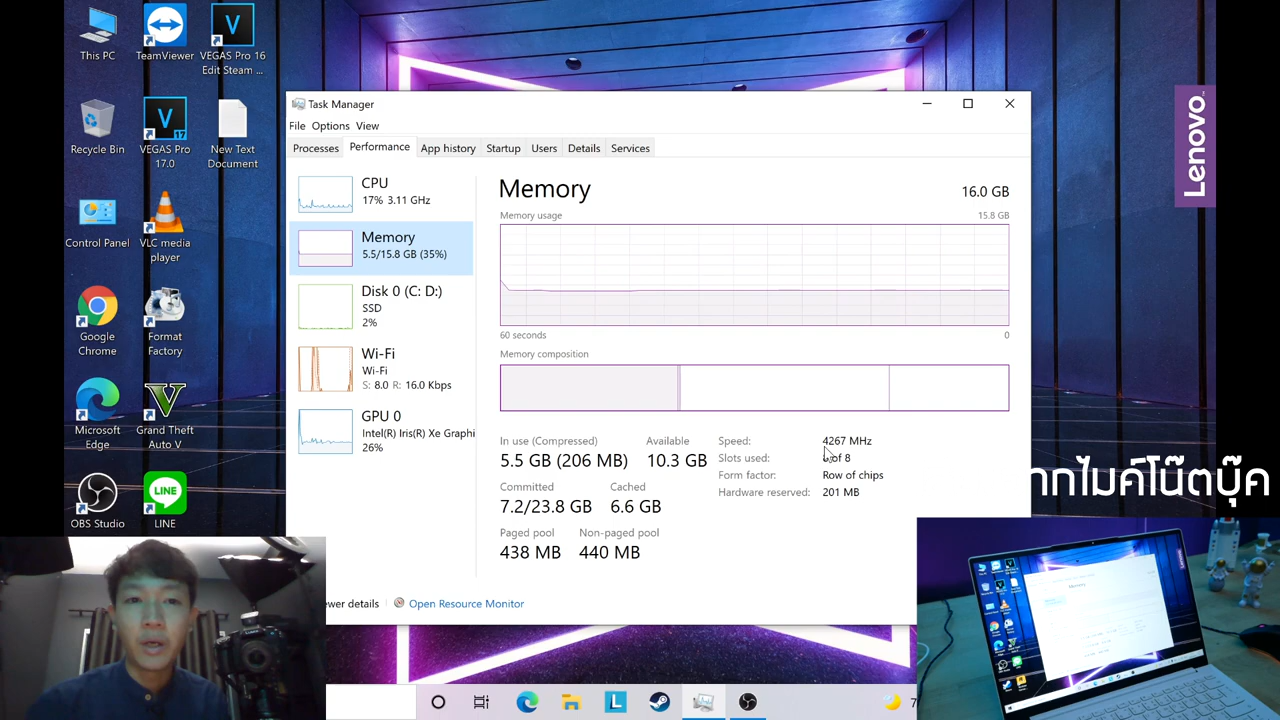 This PC
TeamViewer
VEGAS Pro 16
Edit Steam ...
Recycle Bin
VEGAS Pro
17.0
New Text
Document
Control Panel
VLC media
player
Google
Chrome
Format
Factory
Microsoft
Edge
Grand Theft
Auto V
OBS Studio
LINE
Lenovo
Task Manager
File Options View
Processes Performance App history Startup Users Details Services
CPU
17% 3.11 GHz
Memory
5.5/15.8 GB (35%)
Disk 0 (C: D:)
SSD
2%
Wi-Fi
Wi-Fi
S: 8.0 R: 16.0 Kbps
GPU 0
Intel(R) Iris(R) Xe Graphi
26%
Memory 16.0 GB
Memory usage 15.8 GB
60 seconds 0
Memory composition
In use (Compressed) Available
5.5 GB (206 MB) 10.3 GB
Committed Cached
7.2/23.8 GB 6.6 GB
Paged pool Non-paged pool
438 MB 440 MB
Speed: 4267 MHz
Slots used: of 8
Form factor: Row of chips
Hardware reserved: 201 MB
Open Resource Monitor
details
ไมค์โน๊ตบุ๊ค